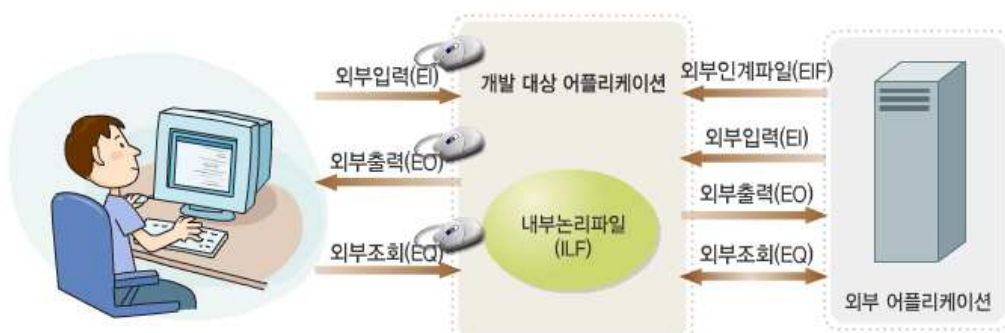 외부입력(EI)
외부출력(EO)
외부조회(EQ)
개발 대상 어플리케이션
내부논리파일
(ILF)
외부인계파일(EIF)
외부입력(EI)
외부출력(EO)
외부조회(EQ)
외부 어플리케이션